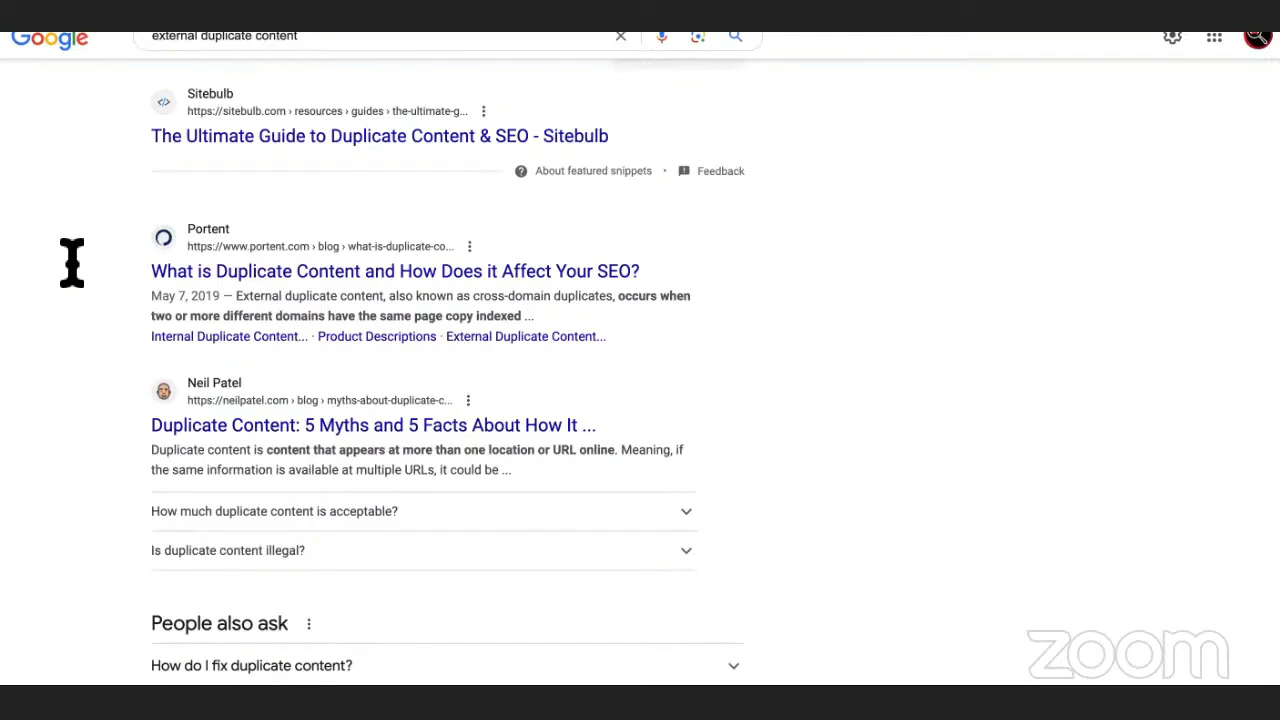 Google
external duplicate content
Sitebulb
https://sitebulb.com › resources › guides › the-ultimate-g...
The Ultimate Guide to Duplicate Content & SEO - Sitebulb
About featured snippets • Feedback
Portent
https://www.portent.com › blog › what-is-duplicate-co...
What is Duplicate Content and How Does it Affect Your SEO?
May 7, 2019 — External duplicate content, also known as cross-domain duplicates, occurs when
two or more different domains have the same page copy indexed ...
Internal Duplicate Content... · Product Descriptions · External Duplicate Content...
Neil Patel
https://neilpatel.com › blog › myths-about-duplicate-c...
Duplicate Content: 5 Myths and 5 Facts About How It ...
Duplicate content is content that appears at more than one location or URL online. Meaning, if
the same information is available at multiple URLs, it could be ...
How much duplicate content is acceptable?
Is duplicate content illegal?
People also ask
How do I fix duplicate content?
zoom